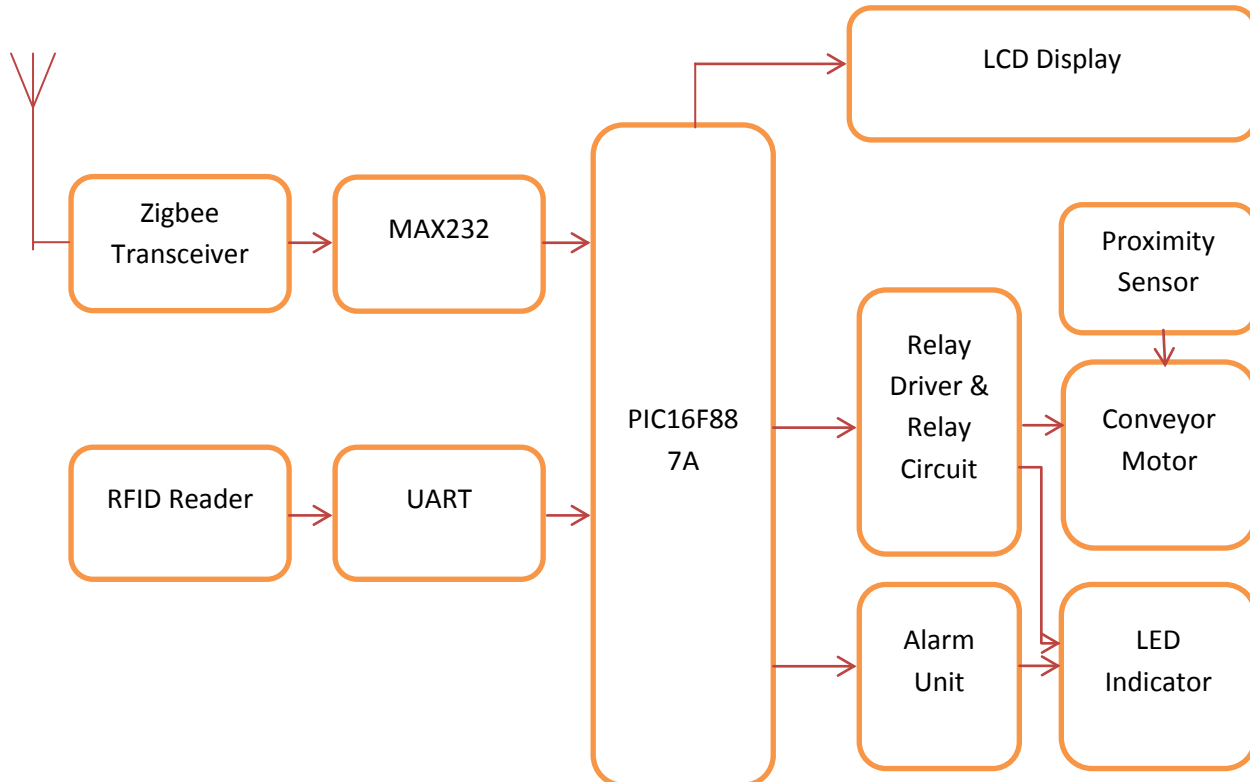 LCD Display
Zigbee
Transceiver
MAX232
Proximity
Sensor
Relay
Driver &
Relay
Circuit
PIC16F88
7A
Conveyor
Motor
RFID Reader
UART
Alarm
Unit
LED
Indicator